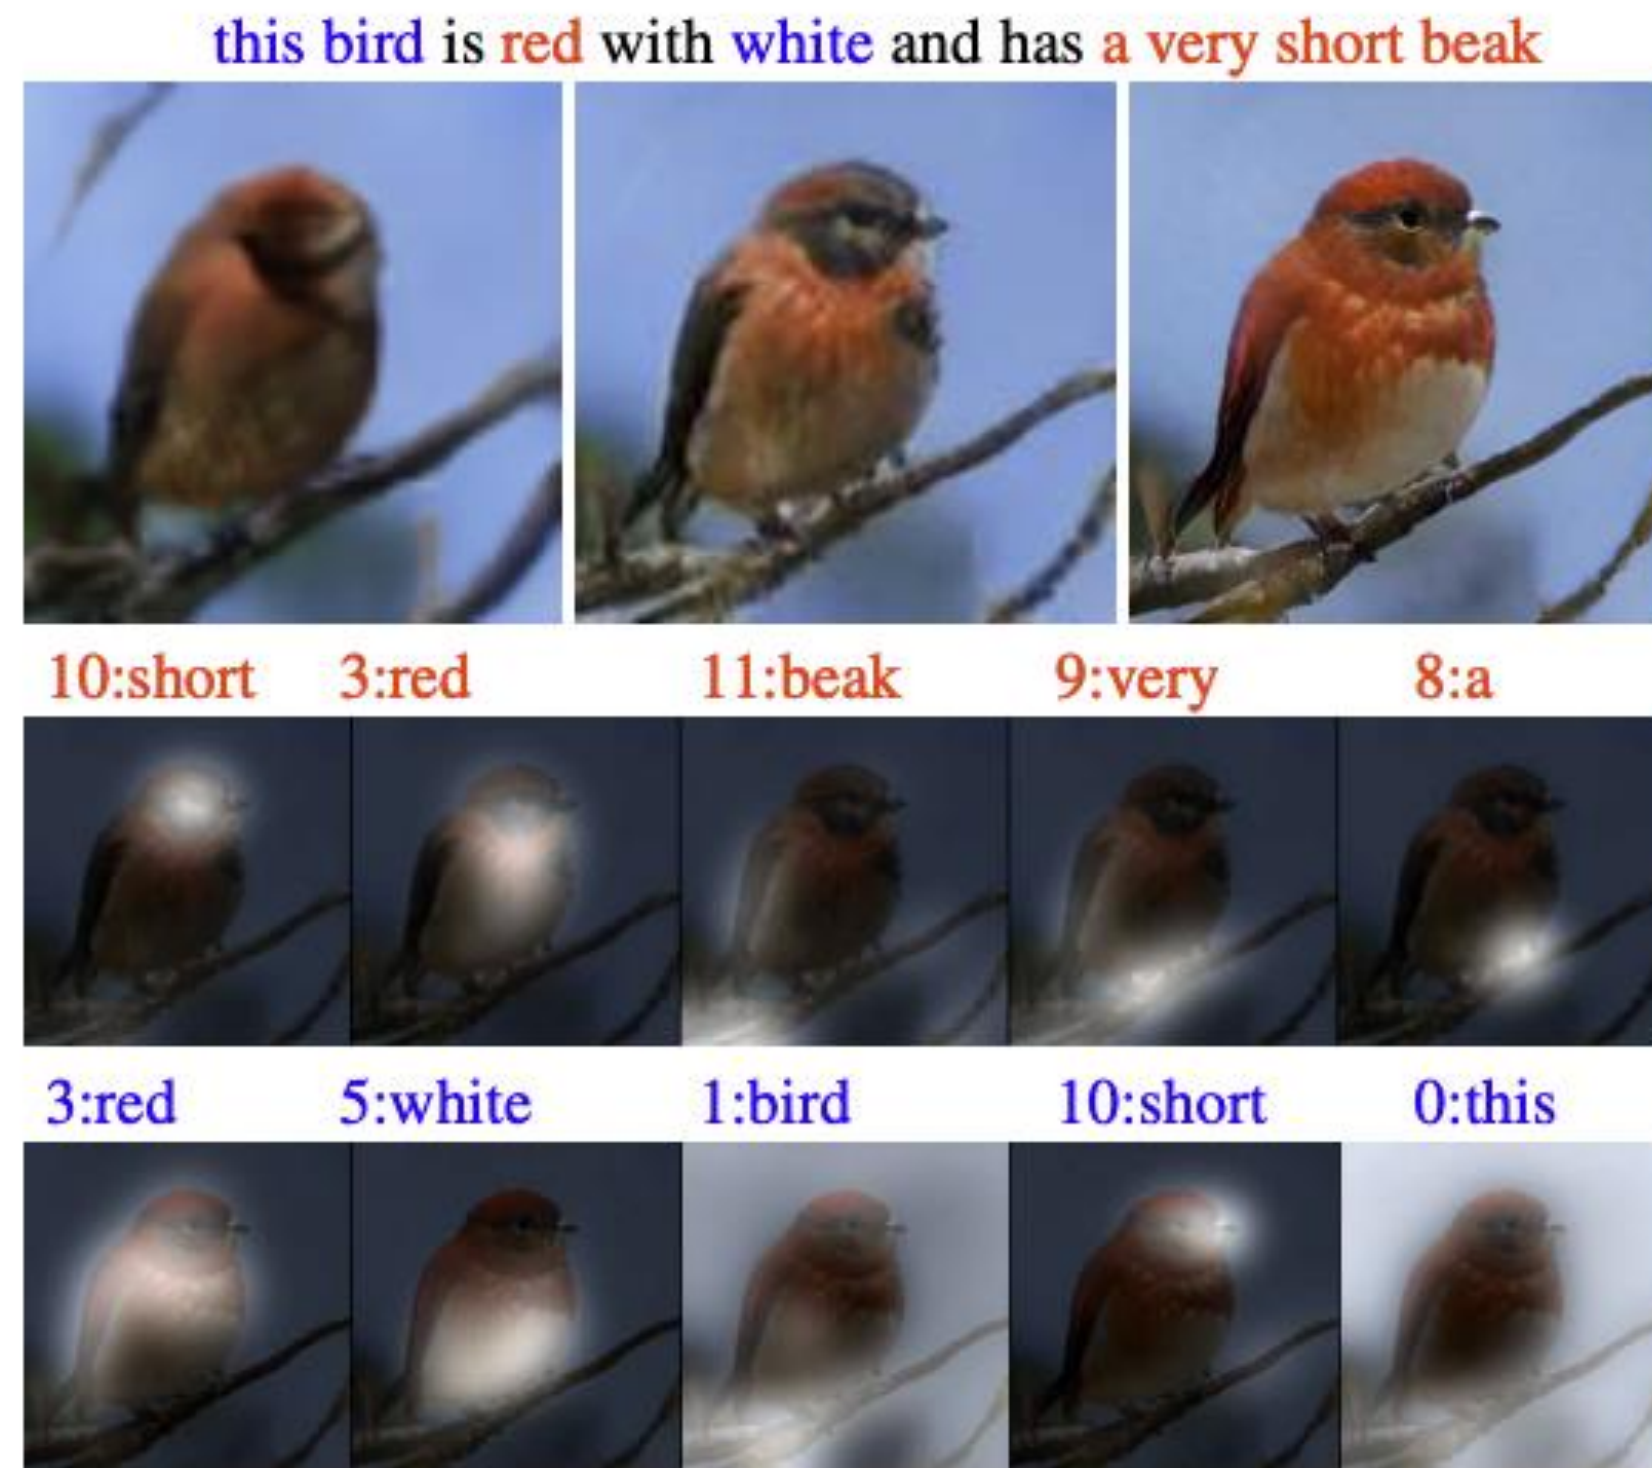 this bird is red with white and has a very short beak
10:short 3:red 11:beak 9:very 8:a
3:red 5:white 1:bird 10:short 0:this